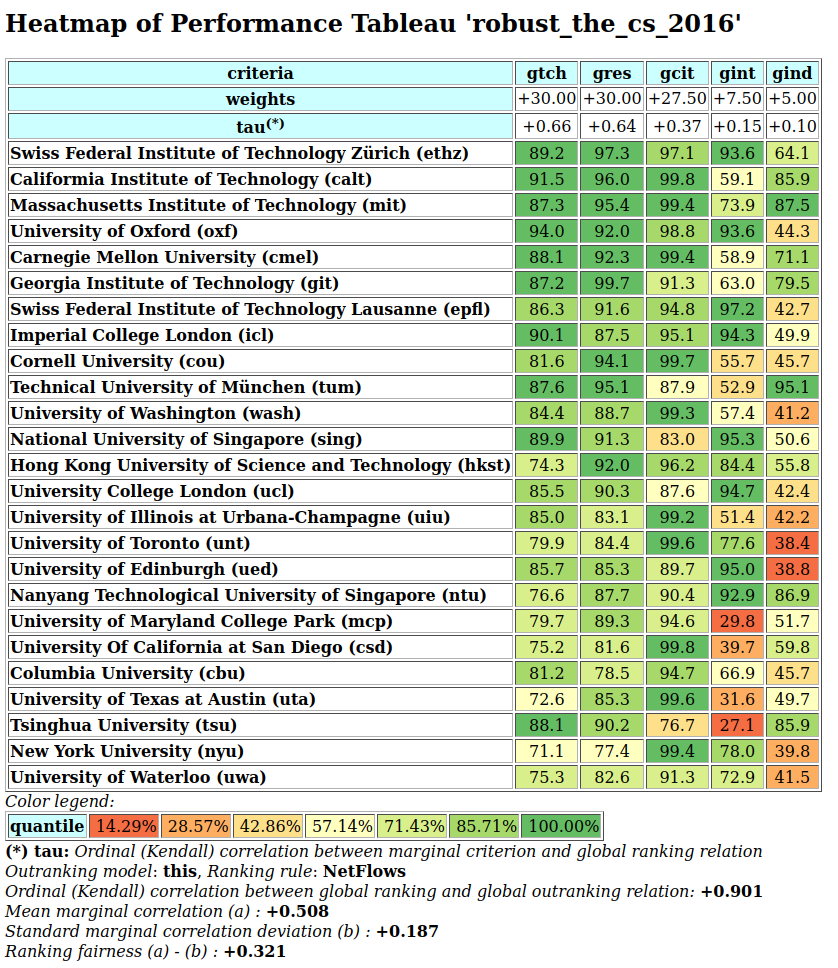 Heatmap of Performance Tableau 'robust_the_cs_2016'
criteria gtch gres gcit gint gind
weights +30.00 +30.00 +27.50 +7.50 +5.00
tau(*) +0.66 +0.64 +0.37 +0.15 +0.10
Swiss Federal Institute of Technology Zürich (ethz) 89.2 97.3 97.1 93.6 64.1
California Institute of Technology (calt) 91.5 96.0 99.8 59.1 85.9
Massachusetts Institute of Technology (mit) 87.3 95.4 99.4 73.9 87.5
University of Oxford (oxf) 94.0 92.0 98.8 93.6 44.3
Carnegie Mellon University (cmel) 88.1 92.3 99.4 58.9 71.1
Georgia Institute of Technology (git) 87.2 99.7 91.3 63.0 79.5
Swiss Federal Institute of Technology Lausanne (epfl) 86.3 91.6 94.8 97.2 42.7
Imperial College London (icl) 90.1 87.5 95.1 94.3 49.9
Cornell University (cou) 81.6 94.1 99.7 55.7 45.7
Technical University of München (tum) 87.6 95.1 87.9 52.9 95.1
University of Washington (wash) 84.4 88.7 99.3 57.4 41.2
National University of Singapore (sing) 89.9 91.3 83.0 95.3 50.6
Hong Kong University of Science and Technology (hkst) 74.3 92.0 96.2 84.4 55.8
University College London (ucl) 85.5 90.3 87.6 94.7 42.4
University of Illinois at Urbana-Champagne (uiu) 85.0 83.1 99.2 51.4 42.2
University of Toronto (unt) 79.9 84.4 99.6 77.6 38.4
University of Edinburgh (ued) 85.7 85.3 89.7 95.0 38.8
Nanyang Technological University of Singapore (ntu) 76.6 87.7 90.4 92.9 86.9
University of Maryland College Park (mcp) 79.7 89.3 94.6 29.8 51.7
University Of California at San Diego (csd) 75.2 81.6 99.8 39.7 59.8
Columbia University (cbu) 81.2 78.5 94.7 66.9 45.7
University of Texas at Austin (uta) 72.6 85.3 99.6 31.6 49.7
Tsinghua University (tsu) 88.1 90.2 76.7 27.1 85.9
New York University (nyu) 71.1 77.4 99.4 78.0 39.8
University of Waterloo (uwa) 75.3 82.6 91.3 72.9 41.5
Color legend:
quantile 14.29% 28.57% 42.86% 57.14% 71.43% 85.71% 100.00%
(*) tau: Ordinal (Kendall) correlation between marginal criterion and global ranking relation
Outranking model: this, Ranking rule: NetFlows
Ordinal (Kendall) correlation between global ranking and global outranking relation: +0.901
Mean marginal correlation (a) : +0.508
Standard marginal correlation deviation (b) : +0.187
Ranking fairness (a) - (b) : +0.321